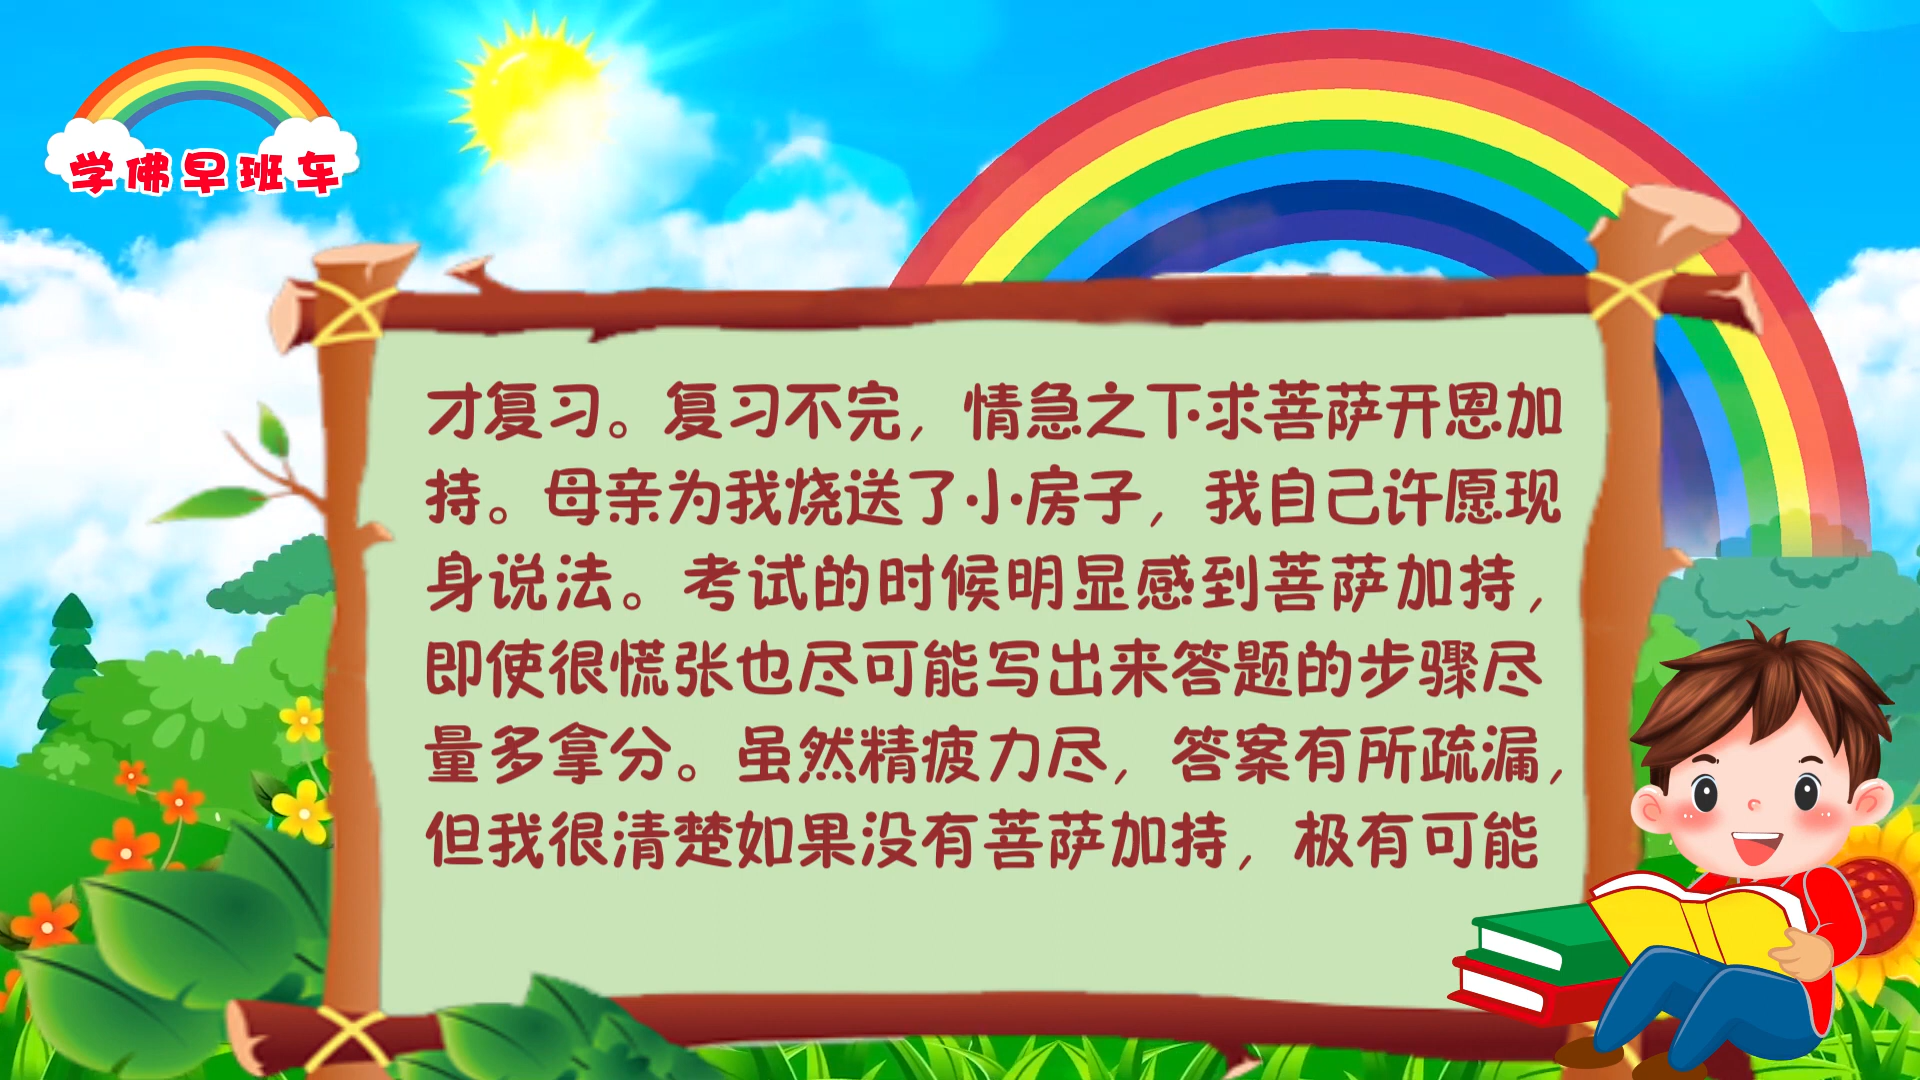 学佛早班车
才复习。复习不完，情急之下求菩萨开恩加
持。母亲为我烧送了小房子，我自己许愿现
身说法。考试的时候明显感到菩萨加持，
即使很慌张也尽可能写出来答题的步骤尽
量多拿分。虽然精疲力尽，答案有所疏漏，
但我很清楚如果没有菩萨加持，极有可能